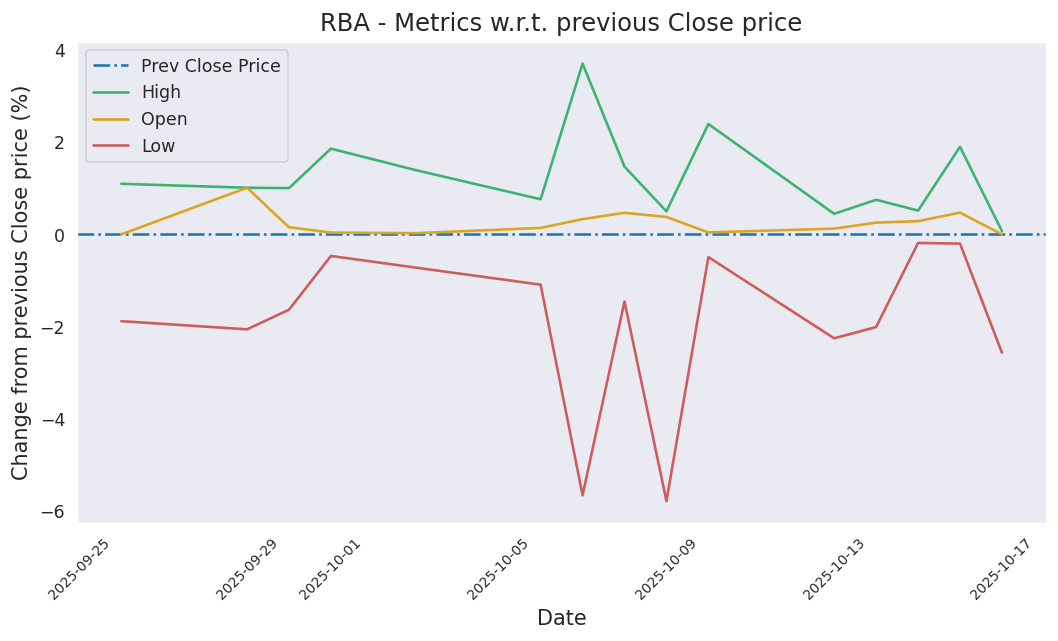 RBA - Metrics w.r.t. previous Close price
Change from previous Close price (%)
4
2
0
−2
−4
−6
Prev Close Price
High
Open
Low
2025-09-25
2025-09-29
2025-10-01
2025-10-05
2025-10-09
2025-10-13
2025-10-17
Date